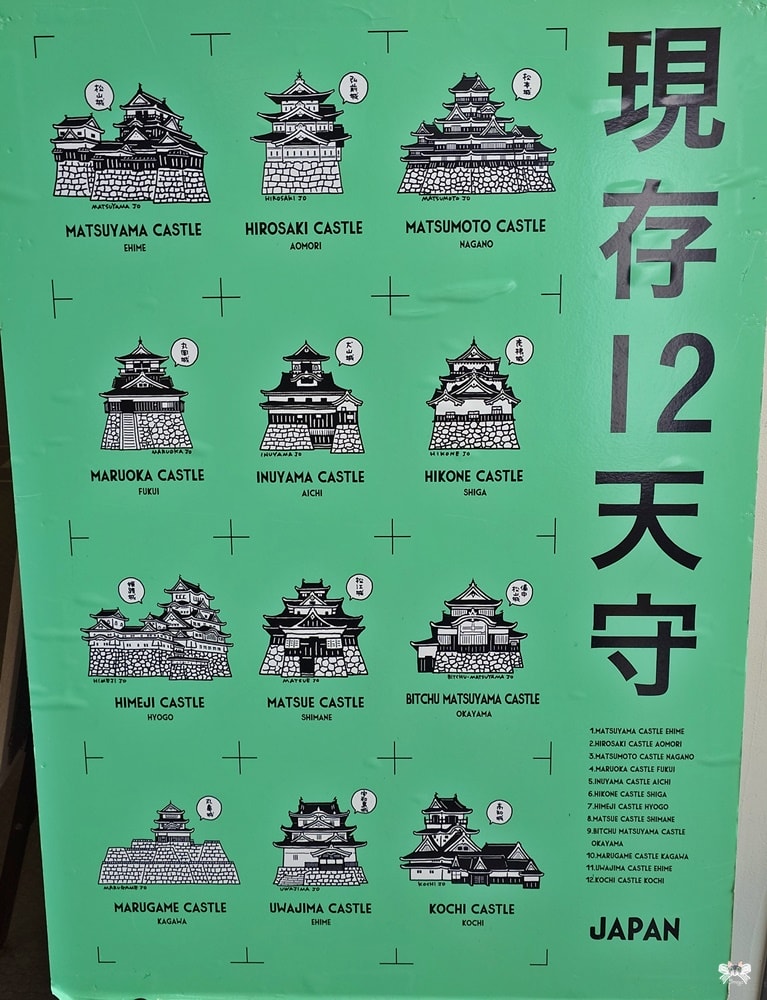 現存12天守
松山城
MATSUYAMA JO
MATSUYAMA CASTLE
EHIME
弘前城
HIROSAKI JO
HIROSAKI CASTLE
AOMORI
松本城
MATSUMOTO JO
MATSUMOTO CASTLE
NAGANO
丸岡城
MARUOKA JO
MARUOKA CASTLE
FUKUI
犬山城
INUYAMA JO
INUYAMA CASTLE
AICHI
彦根城
HIKONE JO
HIKONE CASTLE
SHIGA
姫路城
HIMEJI JO
HIMEJI CASTLE
HYOGO
松江城
MATSUE JO
MATSUE CASTLE
SHIMANE
備中
松山城
BITCHU-MATSUYAMA JO
BITCHU MATSUYAMA CASTLE
OKAYAMA
丸亀城
MARUGAME JO
MARUGAME CASTLE
KAGAWA
宇和島城
UWAJIMA JO
UWAJIMA CASTLE
EHIME
高知城
KOCHI JO
KOCHI CASTLE
KOCHI
1.MATSUYAMA CASTLE EHIME
2.HIROSAKI CASTLE AOMORI
3.MATSUMOTO CASTLE NAGANO
4.MARUOKA CASTLE FUKUI
5.INUYAMA CASTLE AICHI
6.HIKONE CASTLE SHIGA
7.HIMEJI CASTLE HYOGO
8.MATSUE CASTLE SHIMANE
9.BITCHU MATSUYAMA CASTLE
OKAYAMA
10.MARUGAME CASTLE KAGAWA
11.UWAJIMA CASTLE EHIME
12.KOCHI CASTLE KOCHI
JAPAN